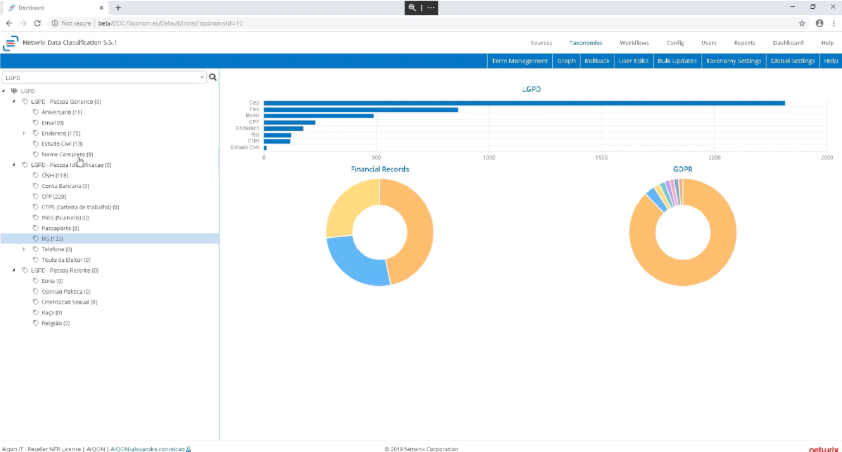 Dashboard
Not secure | beta/DDC/Taxonomies/Default/Index?taxonomyId=10
Netwrix Data Classification 5.5.1
Sources Taxonomies Workflows Config Users Reports Dashboard Help
Term Management Graph Rollback User Edits Bulk Updates Taxonomy Settings Global Settings Help
LGPD
LGPD
LGPD - Pessoa Generico [0]
Aniversario [11]
Email [0]
Endereco [175]
Estado Civil [13]
Nome Completo
LGPD - Pessoa Identificacao [0]
CNH [118]
Conta Bancaria [0]
CPF [229]
CTPS (carteira de trabalho) [0]
INSS (Numero) [0]
Passaporte [0]
RG [122]
Telefone [0]
Titulo de Eleitor [0]
LGPD - Pessoa Restrito [0]
Etnia [0]
Opiniao Politica [0]
Orientacao Sexual
Raça [0]
Religião [0]
LGPD
Cep
Movel
CPF
Endereco
RG
CNH
Estado Civil
0 500 1000 1500 2000 2500
Financial Records
GDPR
Aiqon IT - Reseller NFR License | AIQON | AIQON\alexandre.conceicao
© 2019 Netwrix Corporation
netwrix